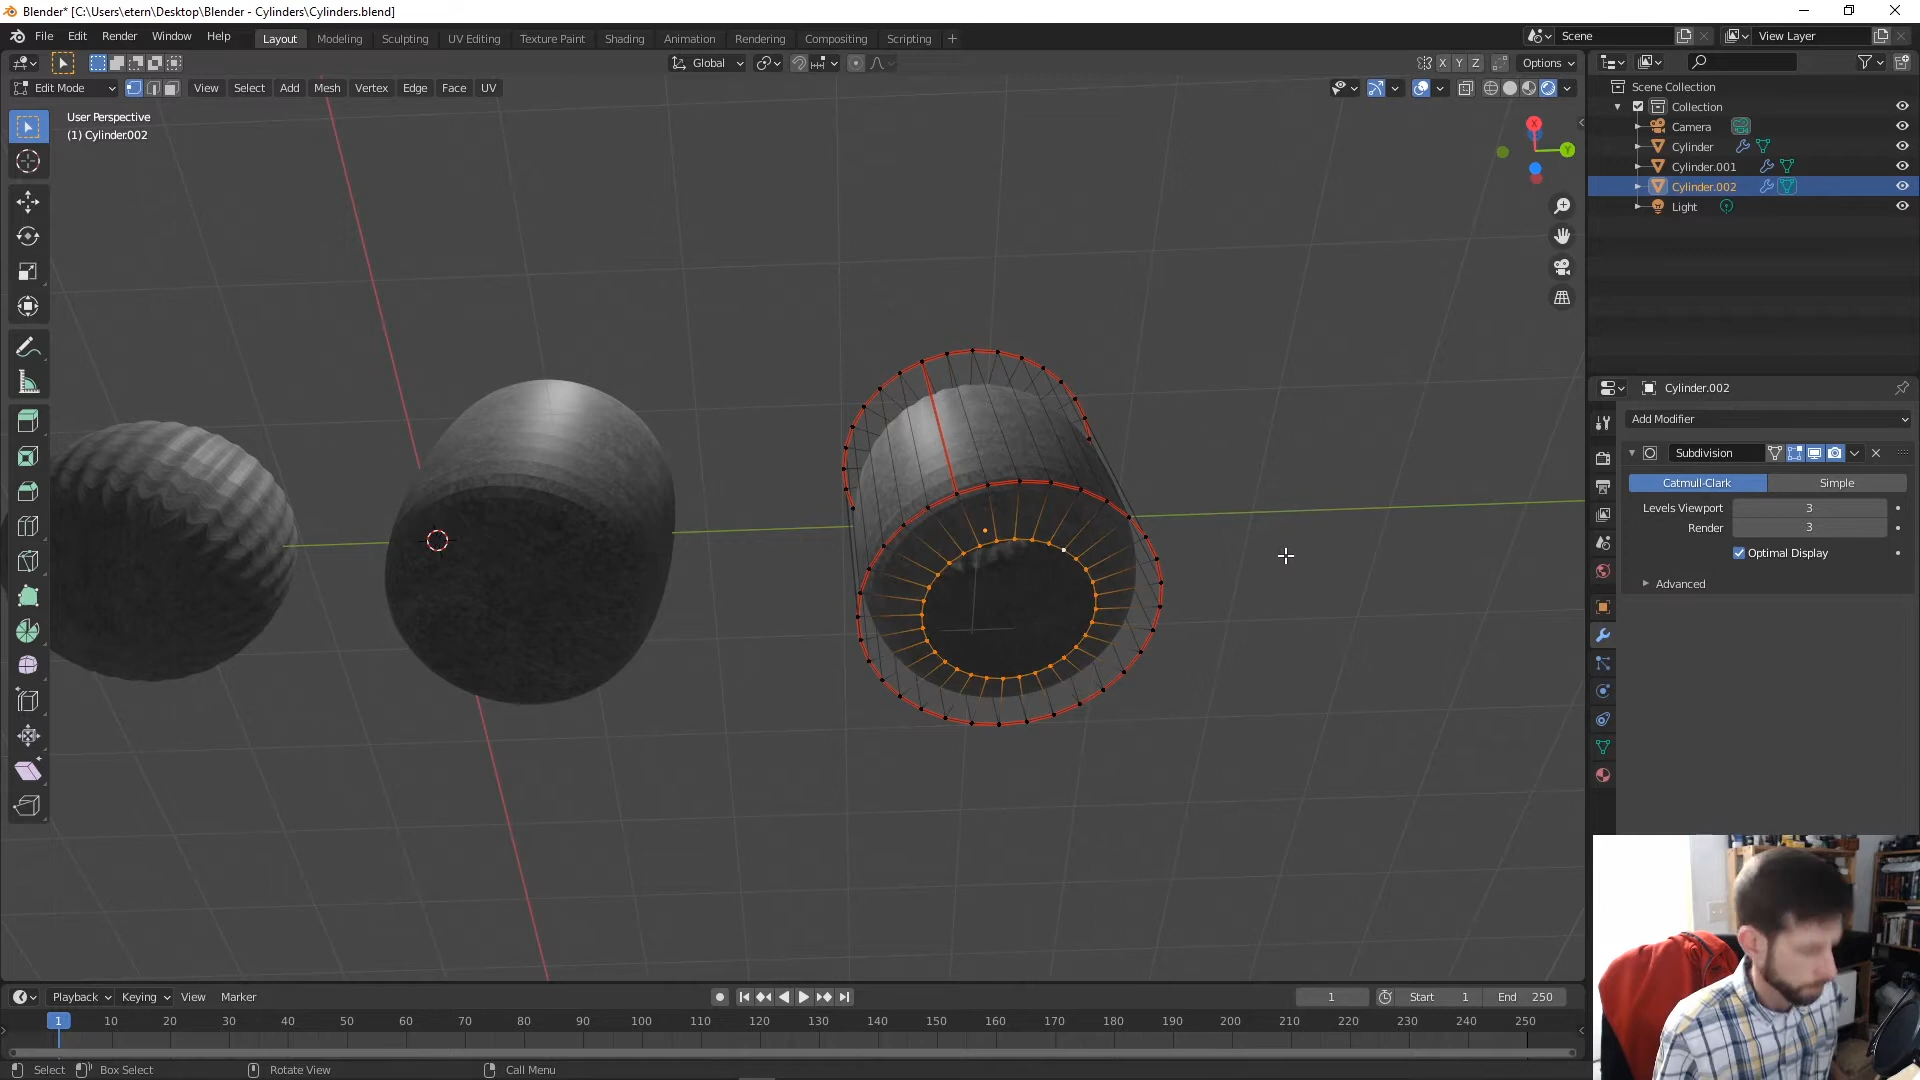 Blender* [C:\Users\etern\Desktop\Blender - Cylinders\Cylinders.blend]
File Edit Render Window Help Layout Modeling Sculpting UV Editing Texture Paint Shading Animation Rendering Compositing Scripting + Scene View Layer
Global X Y Z Options
Edit Mode View Select Add Mesh Vertex Edge Face UV
Scene Collection
Collection
Camera
Cylinder
Cylinder.001
Cylinder.002
Light
User Perspective
(1) Cylinder.002
X
Y
Cylinder.002
Add Modifier
Subdivision
Catmull-Clark Simple
Levels Viewport 3
Render 3
Optimal Display
Advanced
Playback Keying View Marker 1 Start 1 End 250
1 10 20 30 40 50 60 70 80 90 100 110 120 130 140 150 160 170 180 190 200 210 220 230 240 250
Select Box Select Rotate View Call Menu